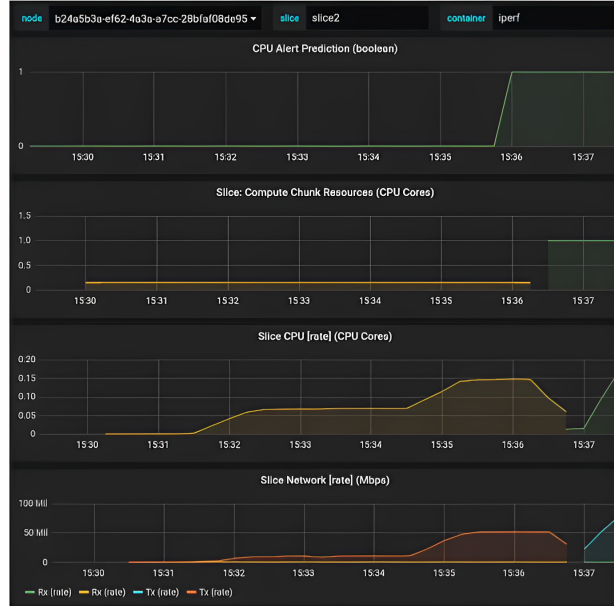 node b24a5b3a-ef62-4a3a-a7cc-28bfaf08de95 slice slice2 container iperf
CPU Alert Prediction (boolean)
1
0
15:30 15:31 15:32 15:33 15:34 15:35 15:36 15:37
Slice: Compute Chunk Resources (CPU Cores)
1.5
1.0
0.5
0
15:30 15:31 15:32 15:33 15:34 15:35 15:36 15:37
Slice CPU [rate] (CPU Cores)
0.20
0.15
0.10
0.05
0
15:30 15:31 15:32 15:33 15:34 15:35 15:36 15:37
Slice Network [rate] (Mbps)
100 Mil
50 Mil
0
15:30 15:31 15:32 15:33 15:34 15:35 15:36 15:37
Rx (rate) Rx (rate) Tx (rate) Tx (rate)